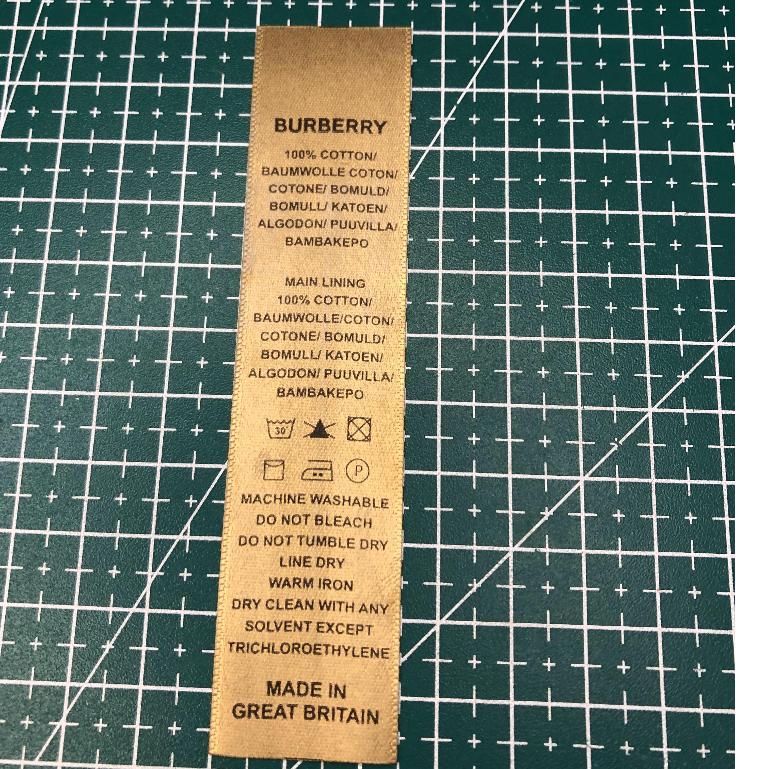 BURBERRY
100% COTTON/
BAUMWOLLE COTON/
COTONE/ BOMULD/
BOMULL/ KATOEN/
ALGODON/ PUUVILLA/
BAMBAKEPO
MAIN LINING
100% COTTON/
BAUMWOLLE/COTON/
COTONE/ BOMULD/
BOMULL/ KATOEN/
ALGODON/ PUUVILLA/
BAMBAKEPO
30
P
MACHINE WASHABLE
DO NOT BLEACH
DO NOT TUMBLE DRY
LINE DRY
WARM IRON
DRY CLEAN WITH ANY
SOLVENT EXCEPT
TRICHLOROETHYLENE
MADE IN
GREAT BRITAIN